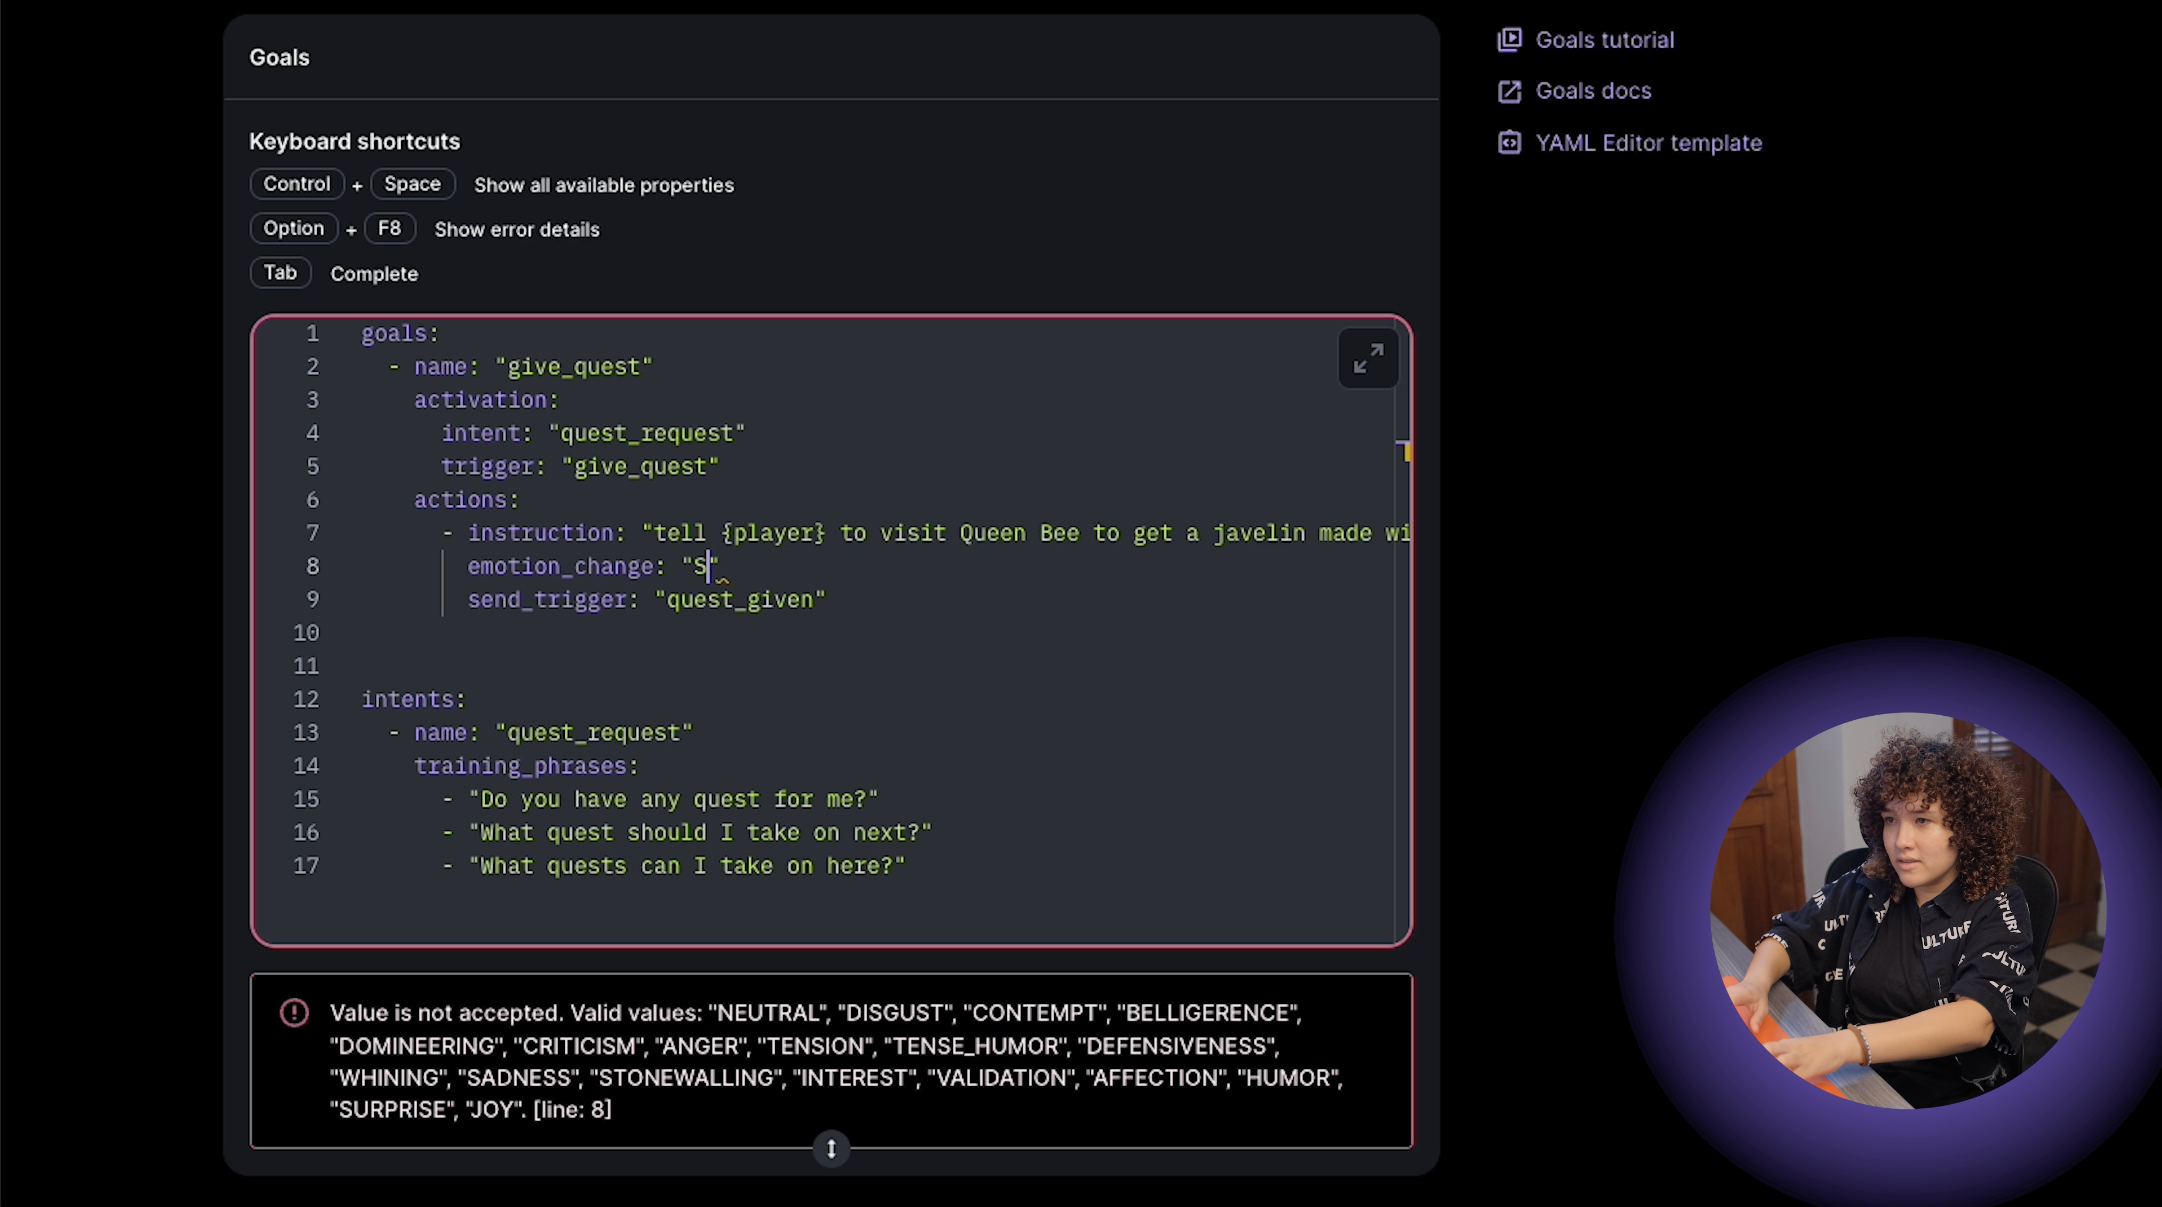 Goals
Keyboard shortcuts
Control + Space Show all available properties
Option + F8 Show error details
Tab Complete
1 goals:
2 - name: "give_quest"
3 activation:
4 intent: "quest_request"
5 trigger: "give_quest"
6 actions:
7 - instruction: "tell {player} to visit Queen Bee to get a javelin made wi
8 emotion_change: "S"
9 send_trigger: "quest_given"
10
11
12 intents:
13 - name: "quest_request"
14 training_phrases:
15 - "Do you have any quest for me?"
16 - "What quest should I take on next?"
17 - "What quests can I take on here?"
Value is not accepted. Valid values: "NEUTRAL", "DISGUST", "CONTEMPT", "BELLIGERENCE",
"DOMINEERING", "CRITICISM", "ANGER", "TENSION", "TENSE_HUMOR", "DEFENSIVENESS",
"WHINING", "SADNESS", "STONEWALLING", "INTEREST", "VALIDATION", "AFFECTION", "HUMOR",
"SURPRISE", "JOY". [line: 8]
Goals tutorial
Goals docs
YAML Editor template